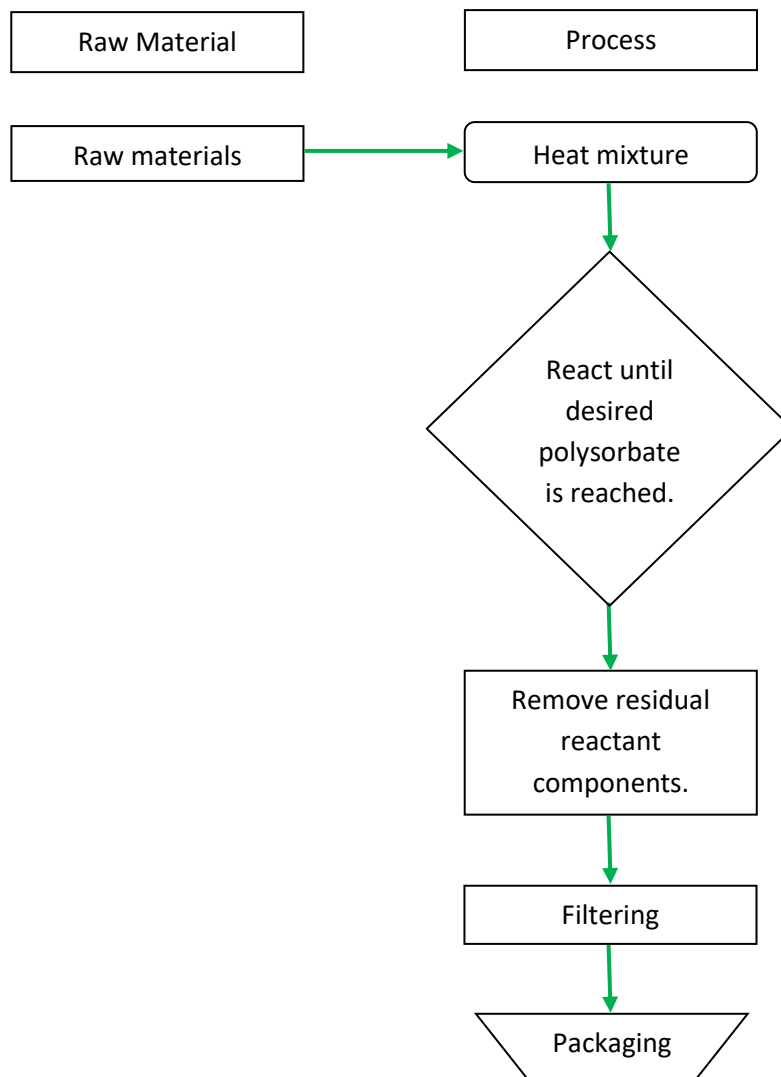 Raw Material
Process
Raw materials
Heat mixture
React until
desired
polysorbate
is reached.
Remove residual
reactant
components.
Filtering
Packaging